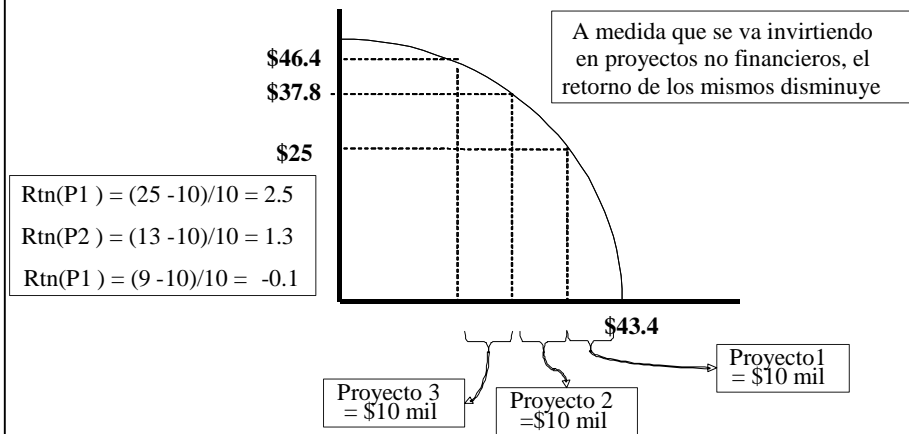 A medida que se va invirtiendo
en proyectos no financieros, el
retorno de los mismos disminuye
$46.4
$37.8
$25
Rtn(P1 ) = (25 -10)/10 = 2.5
Rtn(P2 ) = (13 -10)/10 = 1.3
Rtn(P1 ) = (9 -10)/10 = -0.1
$43.4
Proyecto1
= $10 mil
Proyecto 2
=$10 mil
Proyecto 3
= $10 mil